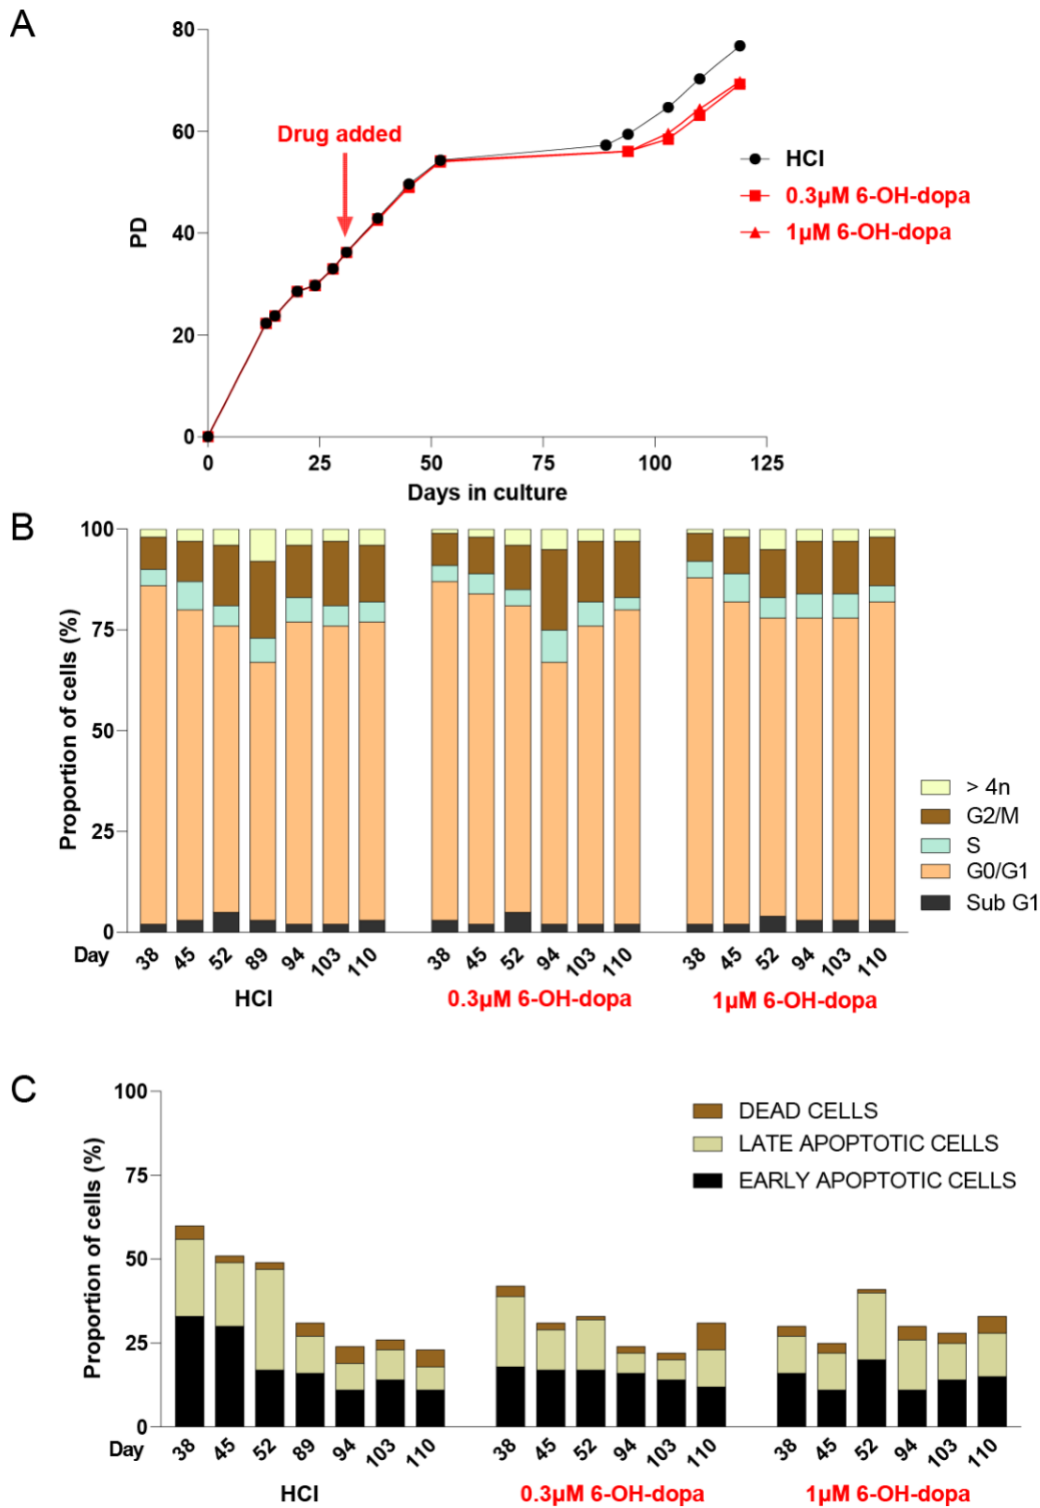 A
80
60
40
20
0
PD
Drug added
HCl
0.3µM 6-OH-dopa
1µM 6-OH-dopa
0 25 50 75 100 125
Days in culture
B
100
75
50
25
0
Proportion of cells (%)
> 4n
G2/M
S
G0/G1
Sub G1
Day 38 45 52 89 94 103 110 38 45 52 94 103 110 38 45 52 94 103 110
HCl 0.3µM 6-OH-dopa 1µM 6-OH-dopa
C
100
75
50
25
0
Proportion of cells (%)
DEAD CELLS
LATE APOPTOTIC CELLS
EARLY APOPTOTIC CELLS
Day 38 45 52 89 94 103 110 38 45 52 94 103 110 38 45 52 94 103 110
HCl 0.3µM 6-OH-dopa 1µM 6-OH-dopa